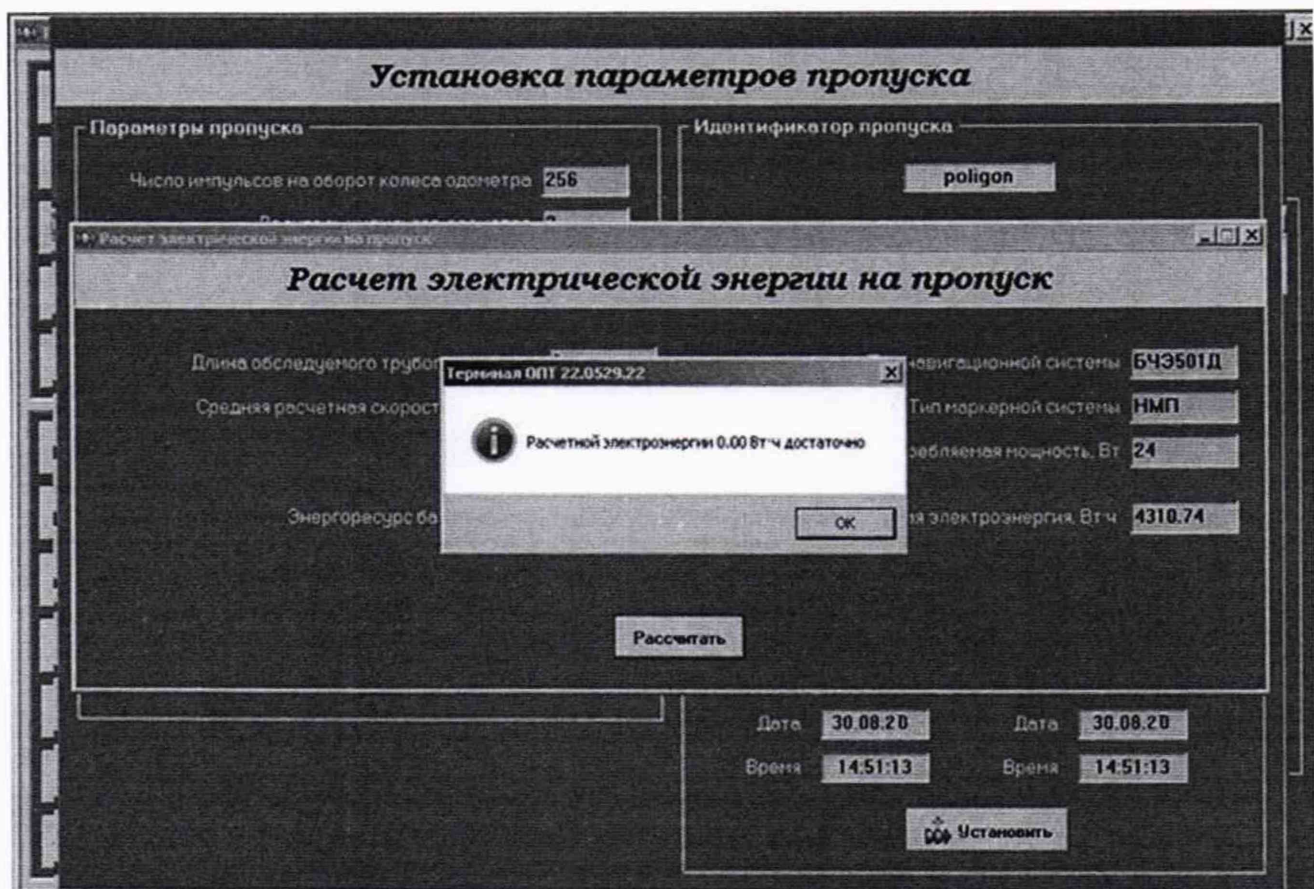 Установка параметров пропуска
Параметры пропуска
Идентификатор пропуска
Число импульсов на оборот колеса одометра 256
poligon
Расчет электрической энергии на пропуск
Расчет электрической энергии на пропуск
Длина обследуемого трубоп
навигационной системы БЧЭ501Д
Терминал ОПТ 22.0529.22
Средняя расчетная скорост
Тип маркерной системы НМП
Расчетной электроэнергии 0.00 Вт·ч достаточно
ребляемая мощность, Вт 24
Энергоресурс ба
OK
ая электроэнергия, Вт·ч 4310.74
Рассчитать
Дата 30.08.20 Дата 30.08.20
Время 14:51:13 Время 14:51:13
Установить